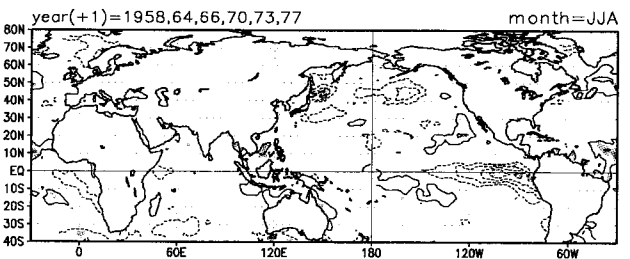 year(+1)=1958,64,66,70,73,77 month=JJA
80N
70N
60N
50N
40N
30N
20N
10N
EQ
10S
20S
30S
40S
0 60E 120E 180 120W 60W